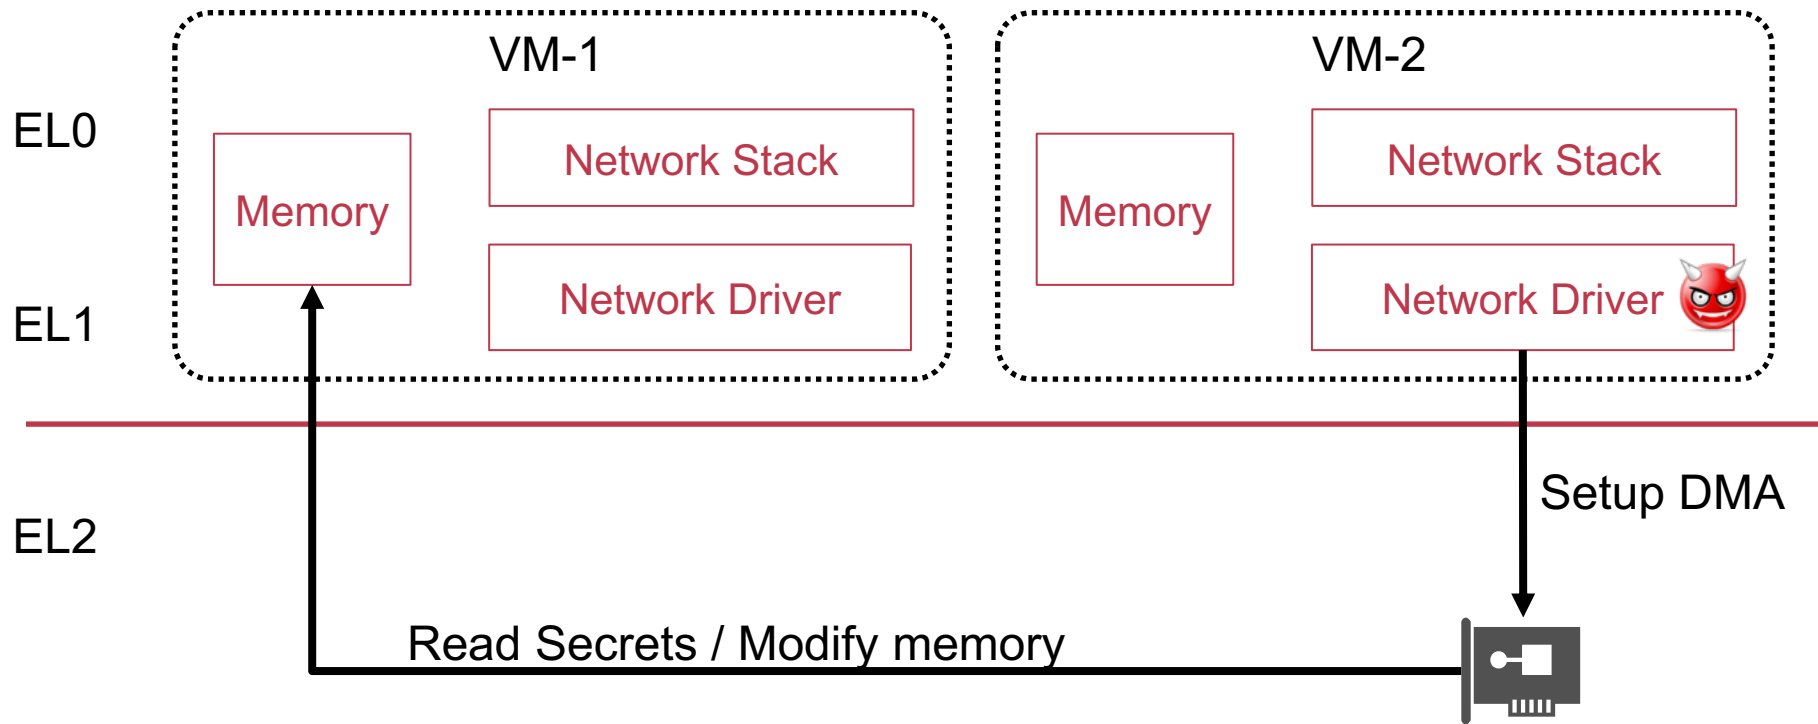 VM-1
VM-2
EL0
Memory
Network Stack
Network Driver
Memory
Network Stack
Network Driver
EL1
Setup DMA
EL2
Read Secrets / Modify memory